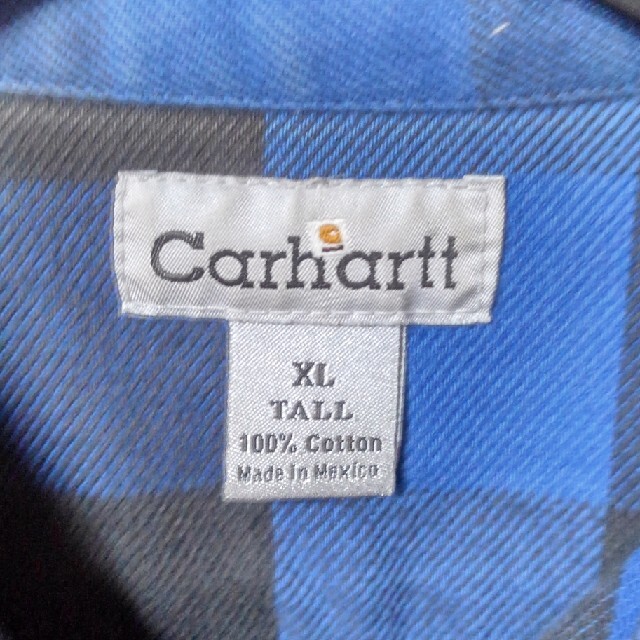 Carhartt
XL
TALL
100% Cotton
Made in Mexico